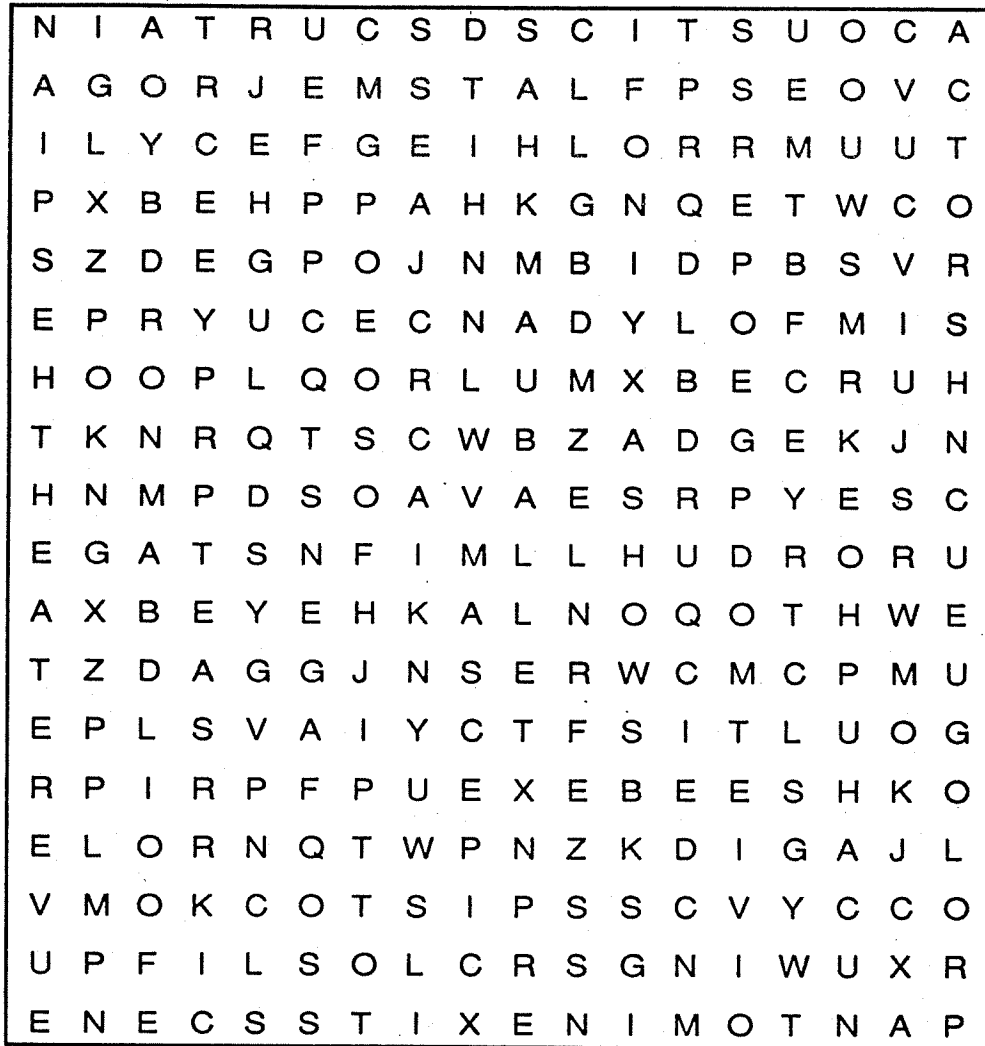 N I A T R U C S D S C I T S U O C A
A G O R J E M S T A L F P S E O V C
I L Y C E F G E I H L O R R M U U T
P X B E H P P A H K G N Q E T W C O
S Z D E G P O J N M B I D P B S V R
E P R Y U C E C N A D Y L O F M I S
H O O P L Q O R L U M X B E C R U H
T K N R Q T S C W B Z A D G E K J N
H N M P D S O A V A E S R P Y E S C
E G A T S N F I M L L H U D R O R U
A X B E Y E H K A L N O Q O T H W E
T Z D A G G J N S E R W C M C P M U
E P L S V A I Y C T F S I T L U O G
R P I R P F P U E X E B E E S H K O
E L O R N Q T W P N Z K D I G A J L
V M O K C O T S I P S S C V Y C C O
U P F I L S O L C R S G N I W U X R
E N E C S S T I X E N I M O T N A P